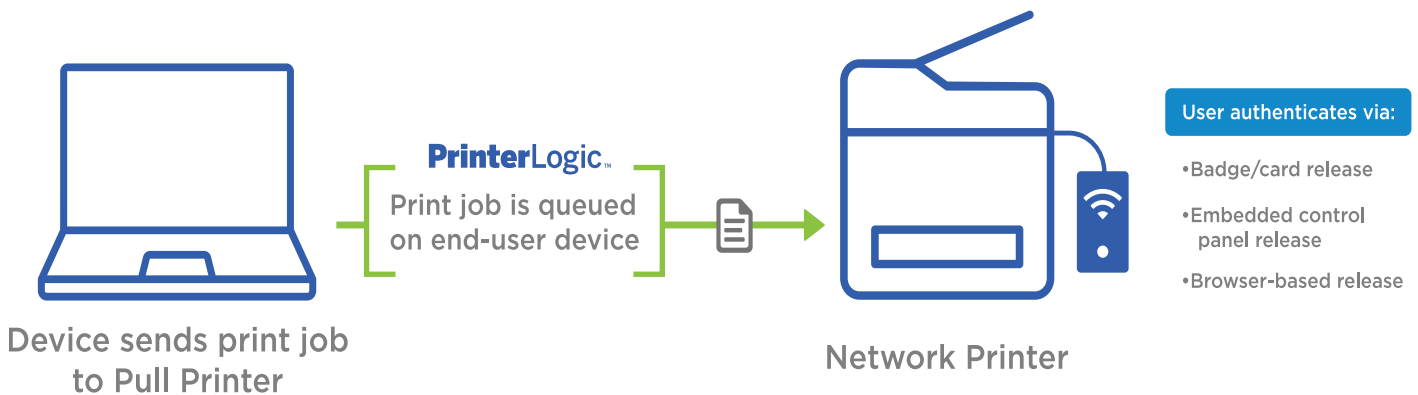 PrinterLogic™
Print job is queued
on end-user device
Device sends print job
to Pull Printer
Network Printer
User authenticates via:
•Badge/card release
•Embedded control
panel release
•Browser-based release